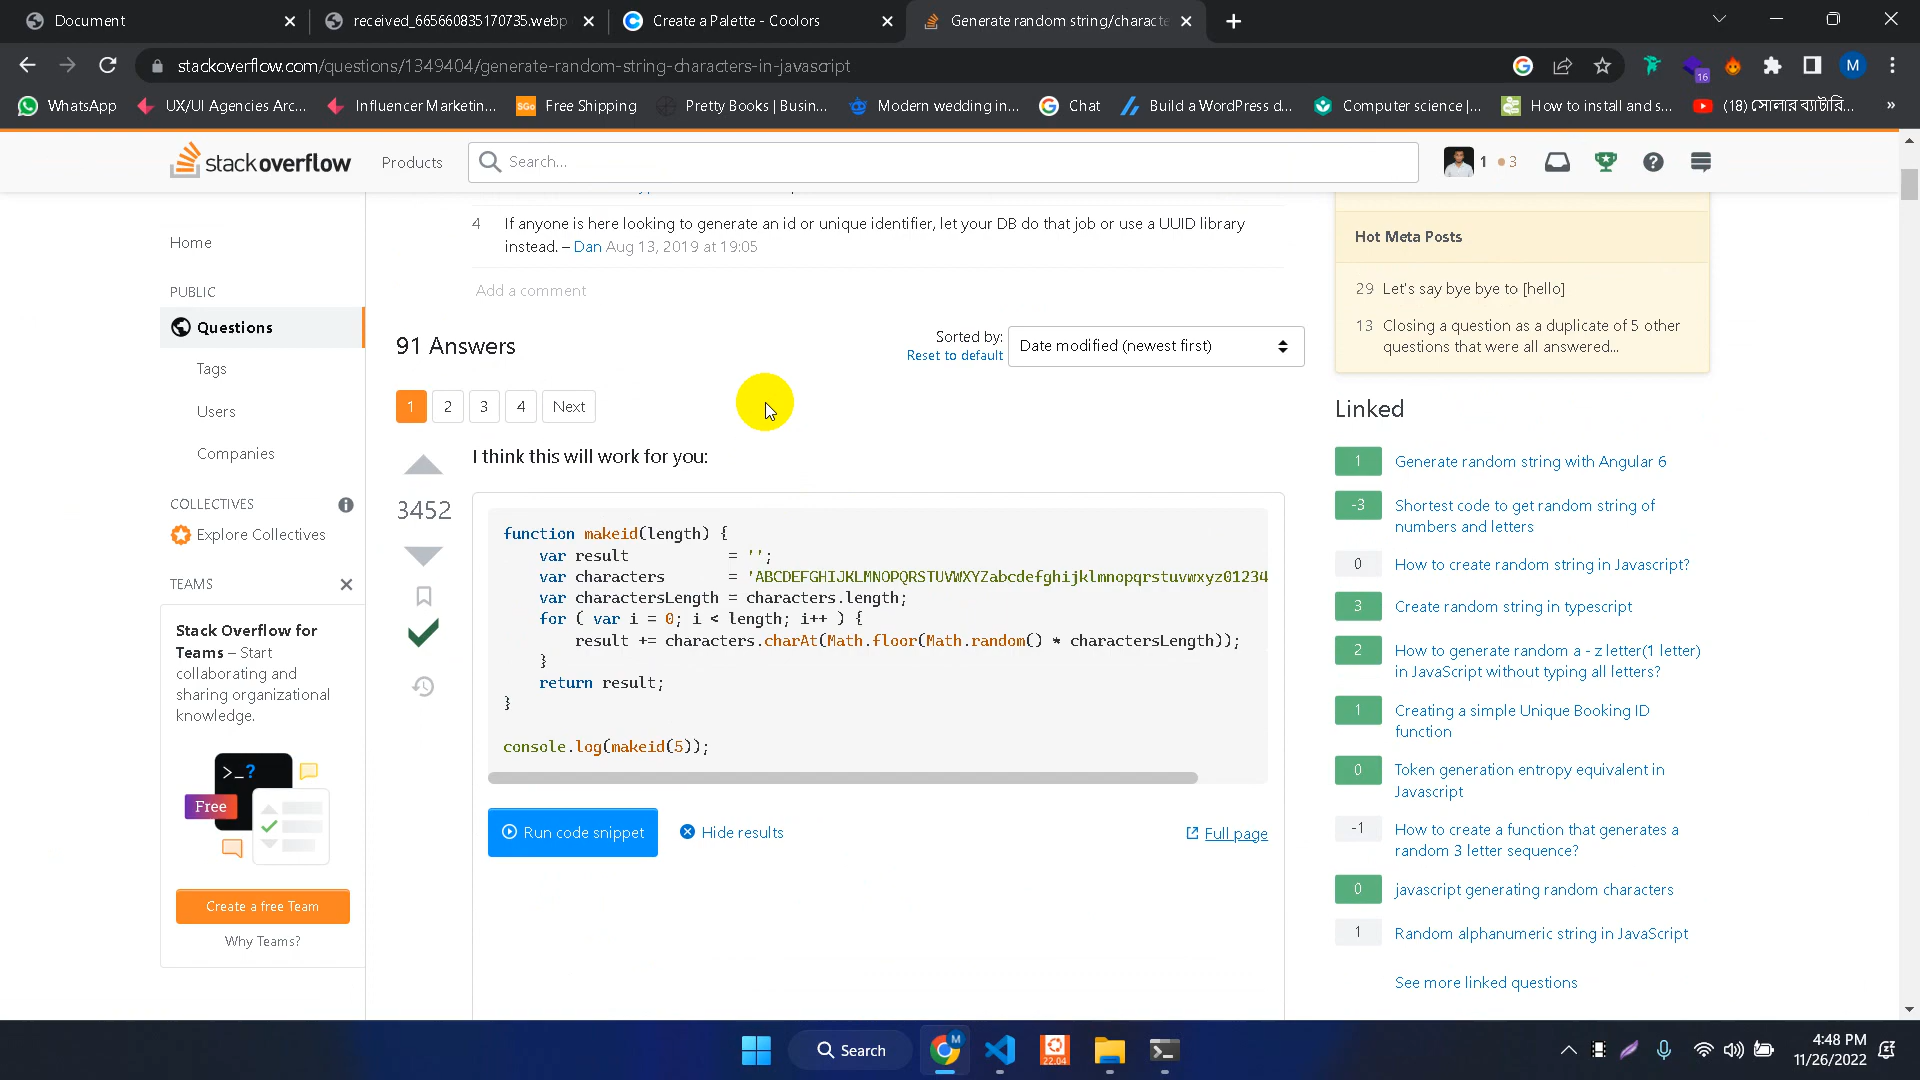 Document
received_665660835170735.webp
Create a Palette - Coolors
Generate random string/characte
stackoverflow.com/questions/1349404/generate-random-string-characters-in-javascript
16
M
WhatsApp
UX/UI Agencies Arc...
Influencer Marketin...
SGo
Free Shipping
Pretty Books | Busin...
Modern wedding in...
Chat
Build a WordPress d...
Computer science |...
How to install and s...
(18) সোলার ব্যাটারি...
»
stackoverflow
Products
Search...
1
3
4 If anyone is here looking to generate an id or unique identifier, let your DB do that job or use a UUID library
instead. – Dan Aug 13, 2019 at 19:05
Add a comment
91 Answers
Sorted by:
Reset to default
Date modified (newest first)
1 2 3 4 Next
I think this will work for you:
3452
function makeid(length) {
var result = '';
var characters = 'ABCDEFGHIJKLMNOPQRSTUVWXYZabcdefghijklmnopqrstuvwxyz01234
var charactersLength = characters.length;
for ( var i = 0; i < length; i++ ) {
result += characters.charAt(Math.floor(Math.random() * charactersLength));
}
return result;
}
console.log(makeid(5));
Run code snippet
Hide results
Full page
Home
PUBLIC
Questions
Tags
Users
Companies
COLLECTIVES
Explore Collectives
TEAMS
Stack Overflow for
Teams – Start
collaborating and
sharing organizational
knowledge.
>_?
Free
Create a free Team
Why Teams?
Hot Meta Posts
29 Let's say bye bye to [hello]
13 Closing a question as a duplicate of 5 other
questions that were all answered...
Linked
1 Generate random string with Angular 6
-3 Shortest code to get random string of
numbers and letters
0 How to create random string in Javascript?
3 Create random string in typescript
2 How to generate random a - z letter(1 letter)
in JavaScript without typing all letters?
1 Creating a simple Unique Booking ID
function
0 Token generation entropy equivalent in
Javascript
-1 How to create a function that generates a
random 3 letter sequence?
0 javascript generating random characters
1 Random alphanumeric string in JavaScript
See more linked questions
Search
M
22.04
4:48 PM
11/26/2022